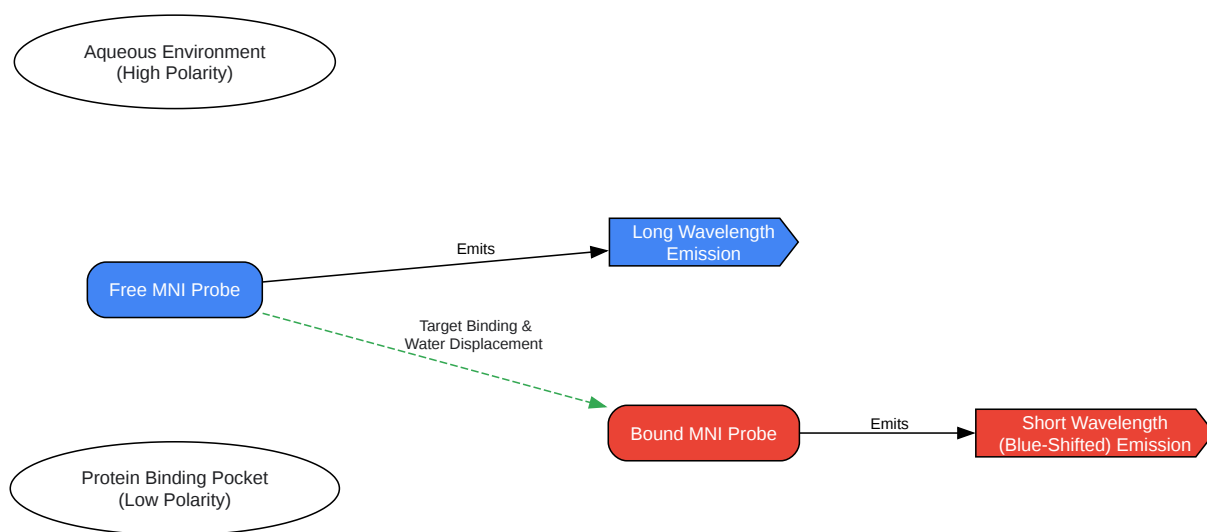 Aqueous Environment
(High Polarity)
Long Wavelength
Emission
Emits
Free MNI Probe
Target Binding &
Water Displacement
Bound MNI Probe
Emits
Short Wavelength
(Blue-Shifted) Emission
Protein Binding Pocket
(Low Polarity)